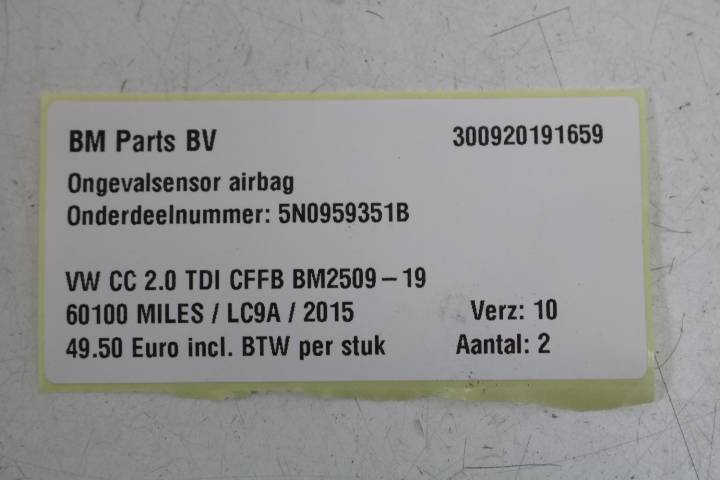 BM Parts BV 300920191659
Ongevalsensor airbag
Onderdeelnummer: 5N0959351B
VW CC 2.0 TDI CFFB BM2509-19
60100 MILES / LC9A / 2015 Verz: 10
49.50 Euro incl. BTW per stuk Aantal: 2